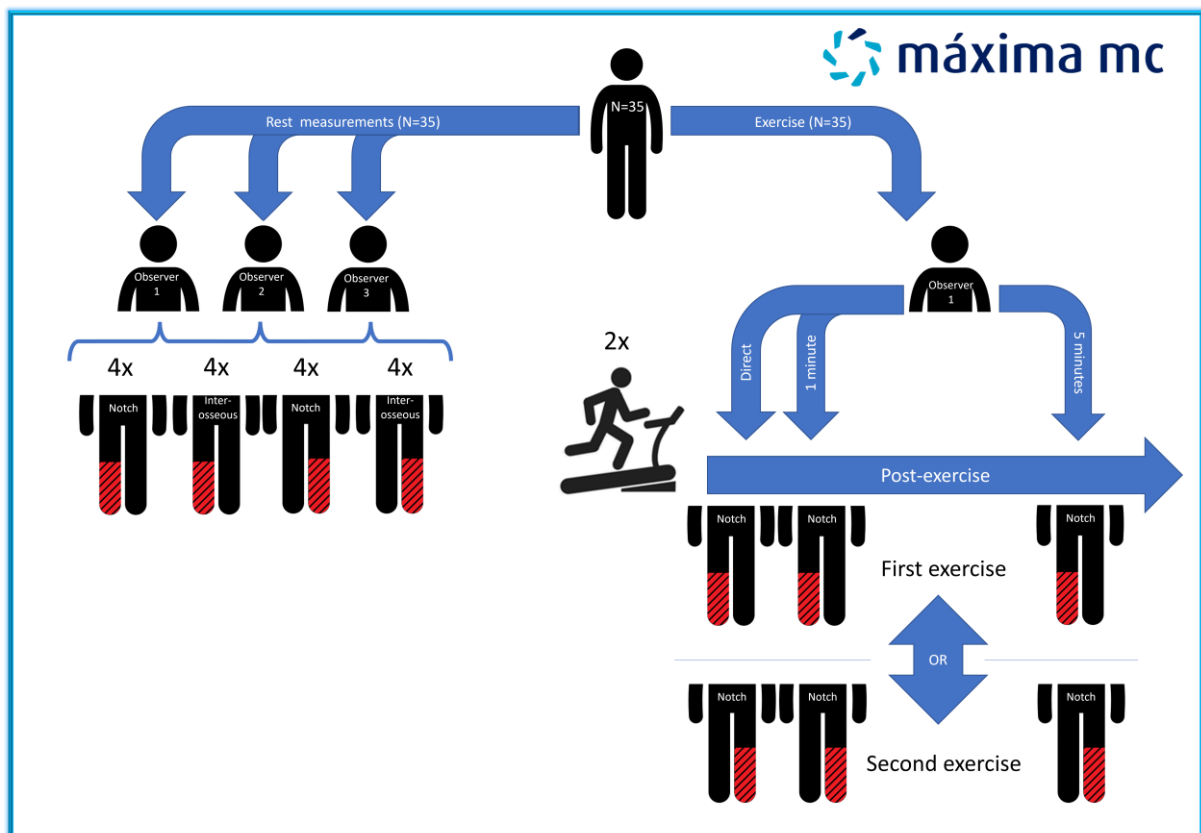 máxima mc
N=35
Rest measurements (N=35)
Exercise (N=35)
Observer
1
Observer
2
Observer
3
Observer
1
4x
4x
4x
4x
Notch
Inter-
osseous
Notch
Inter-
osseous
2x
Direct
1 minute
5 minutes
Post-exercise
Notch
Notch
Notch
First exercise
OR
Notch
Notch
Notch
Second exercise